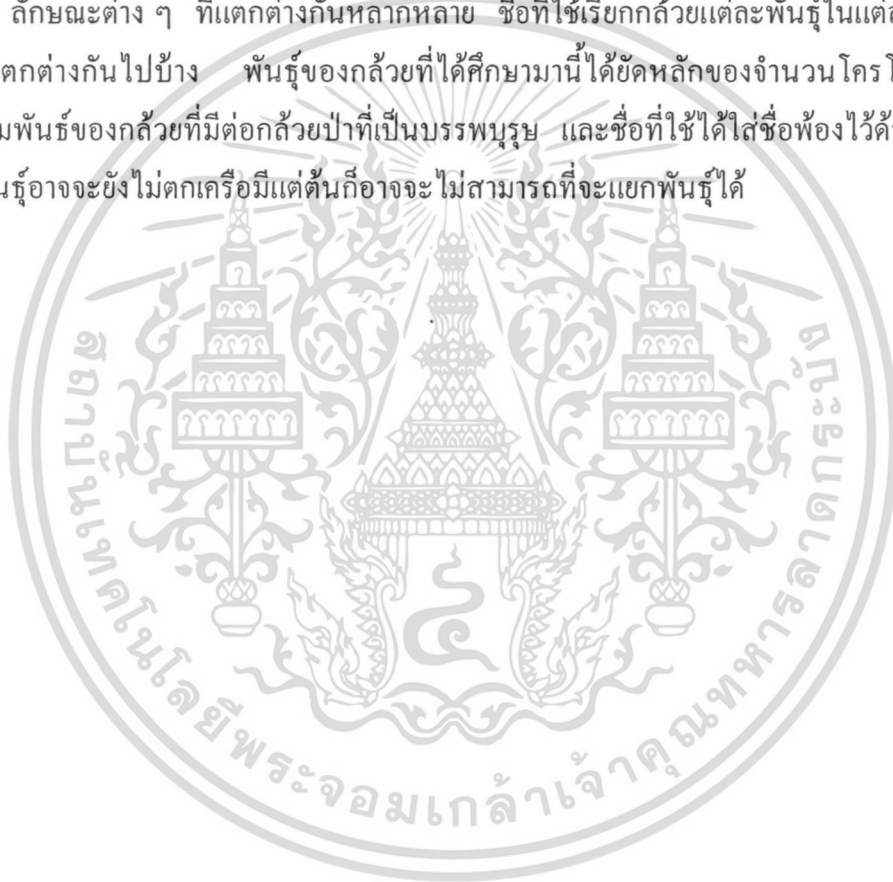 ลักษณะต่าง ๆ ที่แตกต่างกันหลากหลาย ชื่อที่ใช้เรียกกล้วยแต่ละพันธุ์ในแต่
ตกต่างกันไปบ้าง พันธุ์ของกล้วยที่ได้ศึกษามานี้ได้ยัดหลักของจำนวนโครโ
มพันธ์ของกล้วยที่มีต่อกล้วยป่าที่เป็นบรรพบุรุษ และชื่อที่ใช้ได้ใส่ชื่อพ้องไว้ด้
นธุ์อาจจะยังไม่ตกเครือมีแต่ต้นก็อาจจะไม่สามารถที่จะแยกพันธุ์ได้
สถาบันเทคโนโลยีพระจอมเกล้าเจ้าคุณทหารลาดกระบัง